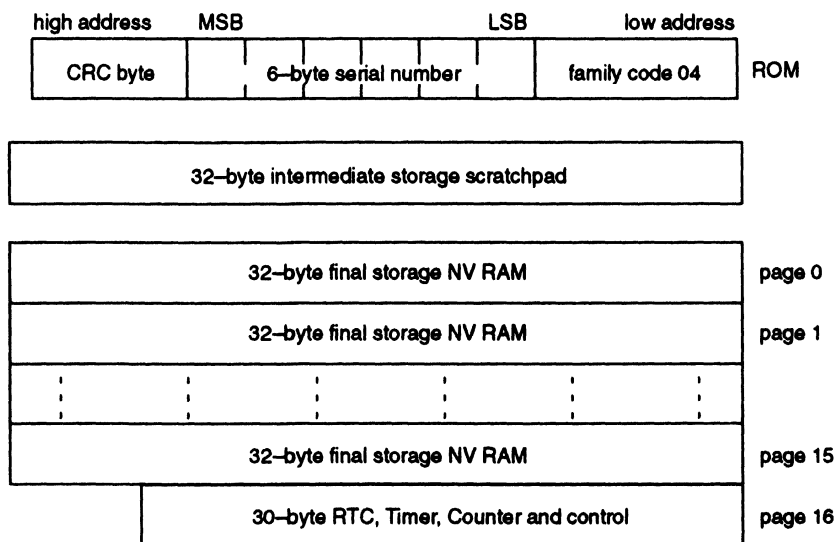 high address MSB LSB low address
CRC byte 6–byte serial number family code 04 ROM
32–byte intermediate storage scratchpad
32–byte final storage NV RAM page 0
32–byte final storage NV RAM page 1
32–byte final storage NV RAM page 15
30–byte RTC, Timer, Counter and control page 16